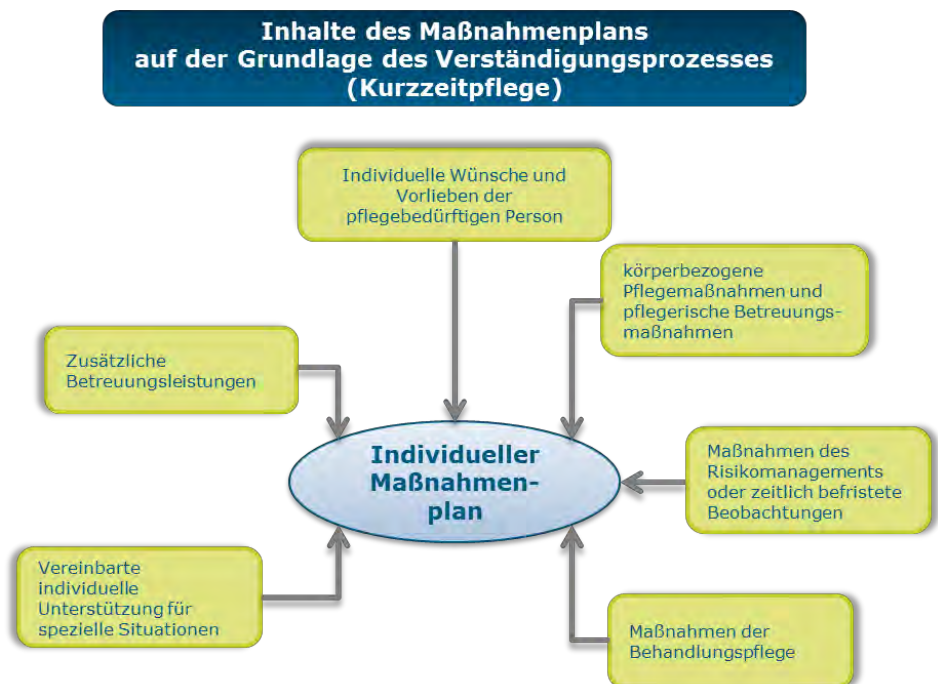 Inhalte des Maßnahmenplans
auf der Grundlage des Verständigungsprozesses
(Kurzzeitpflege)
Individuelle Wünsche und
Vorlieben der
pflegebedürftigen Person
körperbezogene
Pflegemaßnahmen und
pflegerische Betreuungs-
maßnahmen
Zusätzliche
Betreuungsleistungen
Individueller
Maßnahmen-
plan
Maßnahmen des
Risikomanagements
oder zeitlich befristete
Beobachtungen
Vereinbarte
individuelle
Unterstützung für
spezielle Situationen
Maßnahmen der
Behandlungspflege